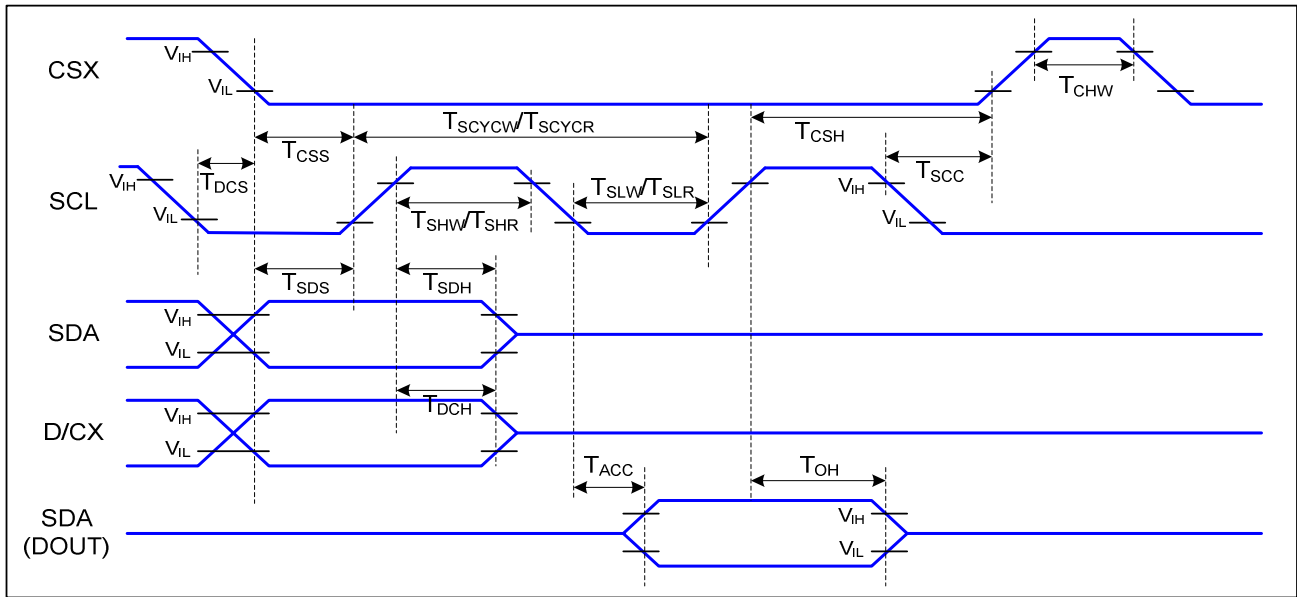 CSX
VIH
VIL
TCHW
TSCYCW/TSCYCR
TCSH
TCSS
TDCS
TSCC
SCL
VIH
VIL
TSLW/TSLR
VIH
VIL
TSHW/TSHR
TSDS
TSDH
SDA
VIH
VIL
TDCH
D/CX
VIH
VIL
TACC
TOH
SDA
(DOUT)
VIH
VIL